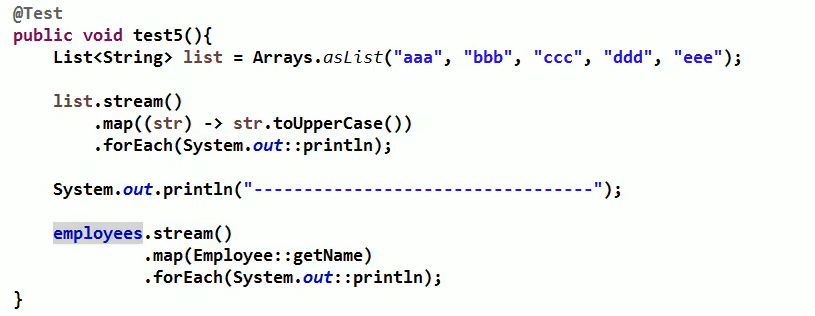 @Test
public void test5(){
    List<String> list = Arrays.asList("aaa", "bbb", "ccc", "ddd", "eee");

    list.stream()
        .map((str) -> str.toUpperCase())
        .forEach(System.out::println);

    System.out.println("-----------------------------------");

    employees.stream()
             .map(Employee::getName)
             .forEach(System.out::println);
}